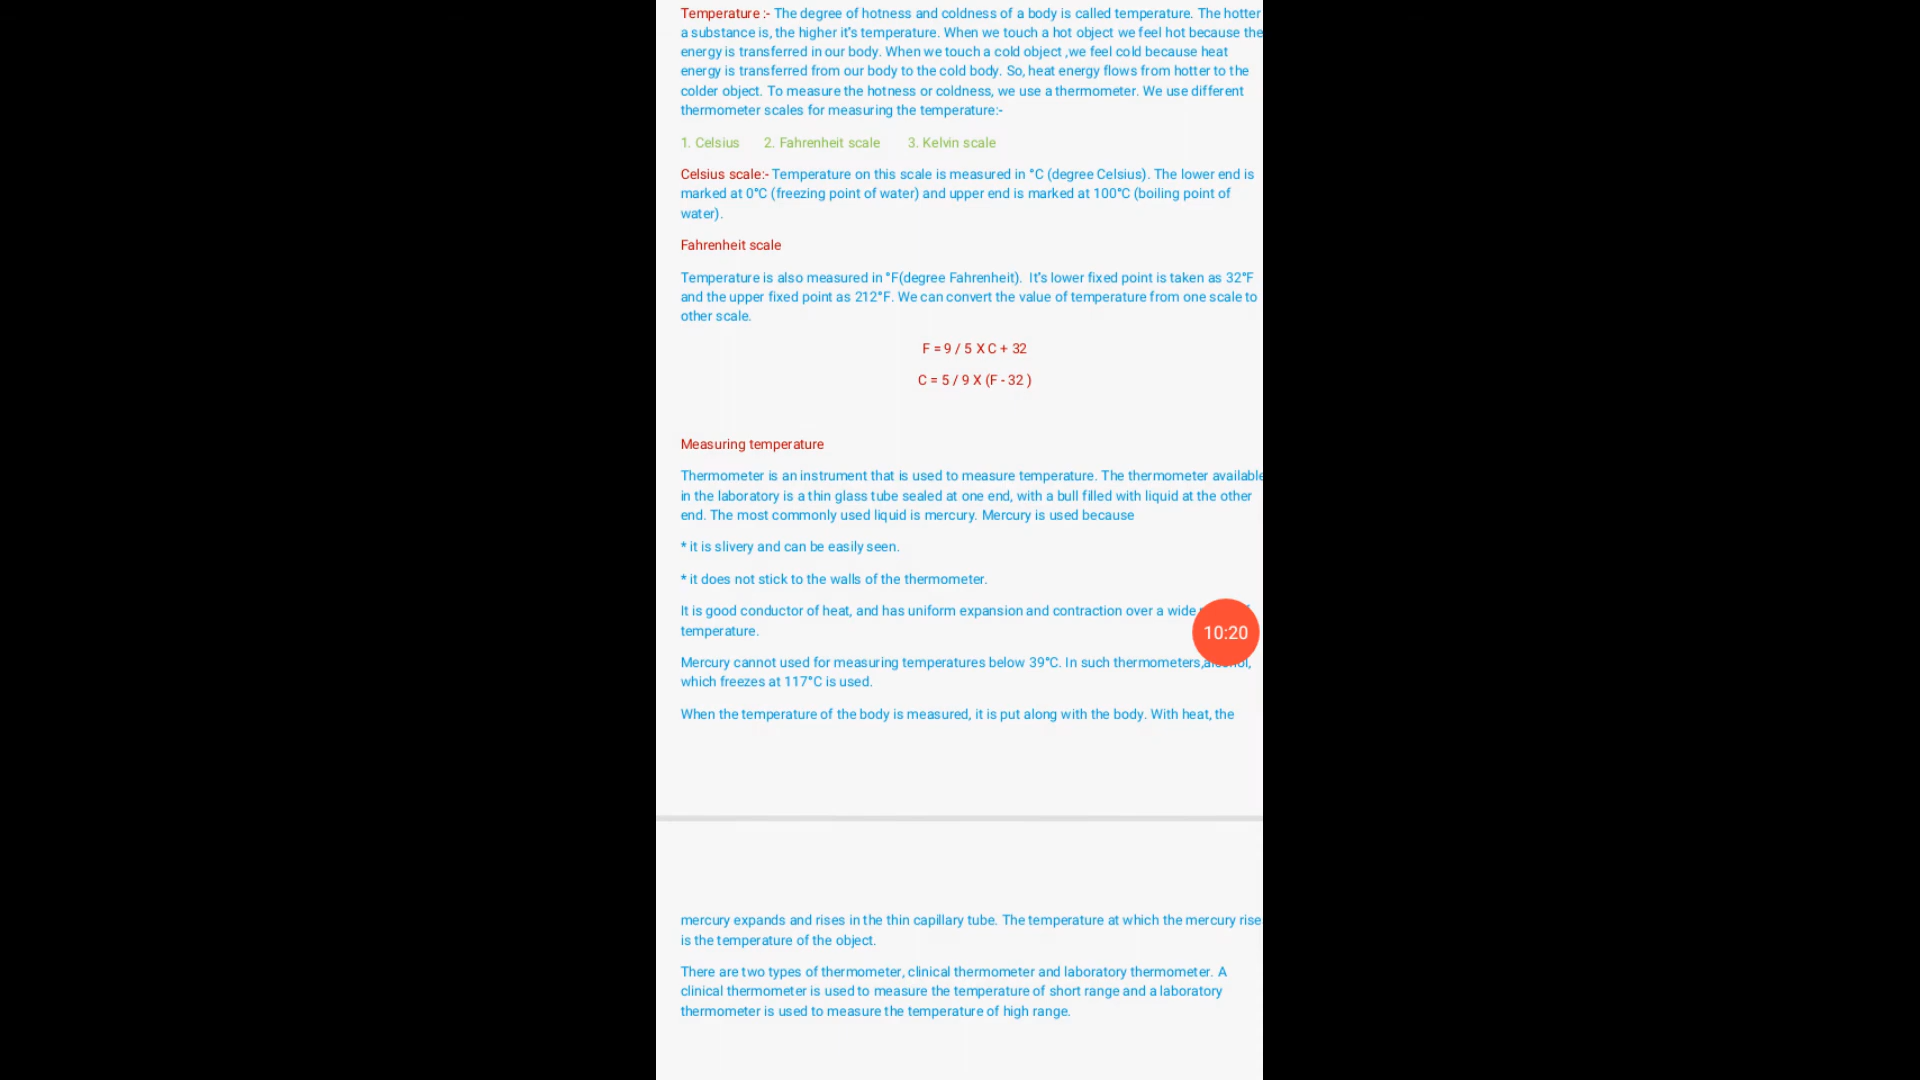 Temperature :- The degree of hotness and coldness of a body is called temperature. The hotter
a substance is, the higher it's temperature. When we touch a hot object we feel hot because the
energy is transferred in our body. When we touch a cold object ,we feel cold because heat
energy is transferred from our body to the cold body. So, heat energy flows from hotter to the
colder object. To measure the hotness or coldness, we use a thermometer. We use different
thermometer scales for measuring the temperature:-
1. Celsius 2. Fahrenheit scale 3. Kelvin scale
Celsius scale:- Temperature on this scale is measured in °C (degree Celsius). The lower end is
marked at 0°C (freezing point of water) and upper end is marked at 100°C (boiling point of
water).
Fahrenheit scale
Temperature is also measured in °F(degree Fahrenheit). It's lower fixed point is taken as 32°F
and the upper fixed point as 212°F. We can convert the value of temperature from one scale to
other scale.
F = 9 / 5 X C + 32
C = 5 / 9 X (F - 32 )
Measuring temperature
Thermometer is an instrument that is used to measure temperature. The thermometer available
in the laboratory is a thin glass tube sealed at one end, with a bull filled with liquid at the other
end. The most commonly used liquid is mercury. Mercury is used because
* it is slivery and can be easily seen.
* it does not stick to the walls of the thermometer.
It is good conductor of heat, and has uniform expansion and contraction over a wide
temperature.
10:20
Mercury cannot used for measuring temperatures below 39°C. In such thermometers,
which freezes at 117°C is used.
When the temperature of the body is measured, it is put along with the body. With heat, the
mercury expands and rises in the thin capillary tube. The temperature at which the mercury rise
is the temperature of the object.
There are two types of thermometer, clinical thermometer and laboratory thermometer. A
clinical thermometer is used to measure the temperature of short range and a laboratory
thermometer is used to measure the temperature of high range.